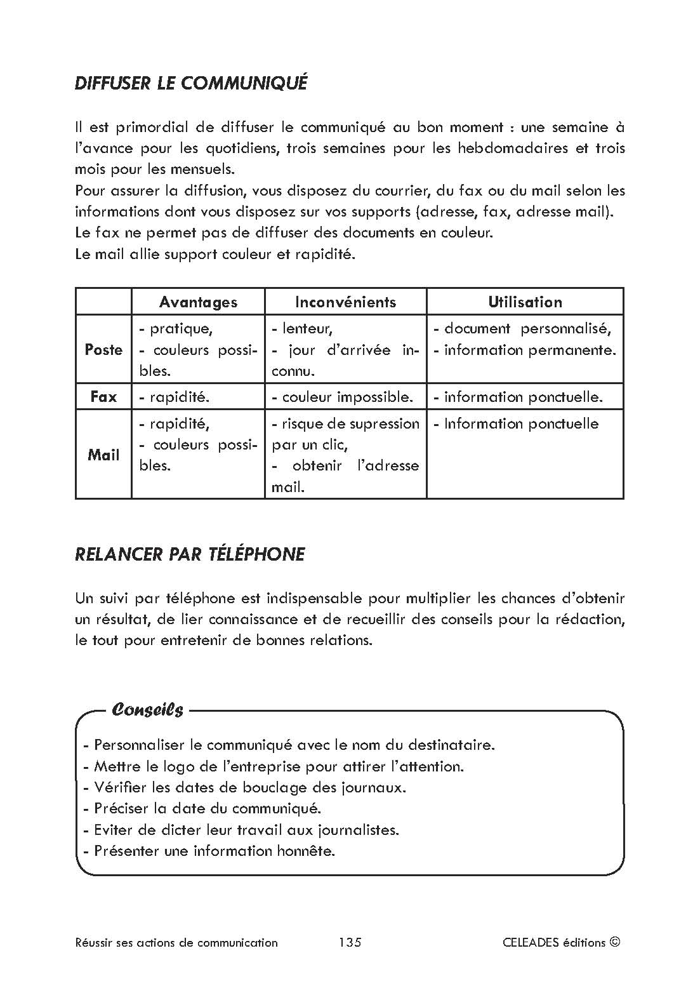 DIFFUSER LE COMMUNIQUÉ
Il est primordial de diffuser le communiqué au bon moment : une semaine à
l'avance pour les quotidiens, trois semaines pour les hebdomadaires et trois
mois pour les mensuels.
Pour assurer la diffusion, vous disposez du courrier, du fax ou du mail selon les
informations dont vous disposez sur vos supports (adresse, fax, adresse mail).
Le fax ne permet pas de diffuser des documents en couleur.
Le mail allie support couleur et rapidité.
Avantages Inconvénients Utilisation
Poste
- pratique,
- couleurs possi-
bles.
- lenteur,
- jour d'arrivée in-
connu.
- document personnalisé,
- information permanente.
Fax - rapidité. - couleur impossible. - information ponctuelle.
Mail
- rapidité,
- couleurs possi-
bles.
- risque de supression
par un clic,
- obtenir l'adresse
mail.
- Information ponctuelle
RELANCER PAR TÉLÉPHONE
Un suivi par téléphone est indispensable pour multiplier les chances d'obtenir
un résultat, de lier connaissance et de recueillir des conseils pour la rédaction,
le tout pour entretenir de bonnes relations.
Conseils
- Personnaliser le communiqué avec le nom du destinataire.
- Mettre le logo de l'entreprise pour attirer l'attention.
- Vérifier les dates de bouclage des journaux.
- Préciser la date du communiqué.
- Eviter de dicter leur travail aux journalistes.
- Présenter une information honnête.
Réussir ses actions de communication 135 CELEADES éditions ©